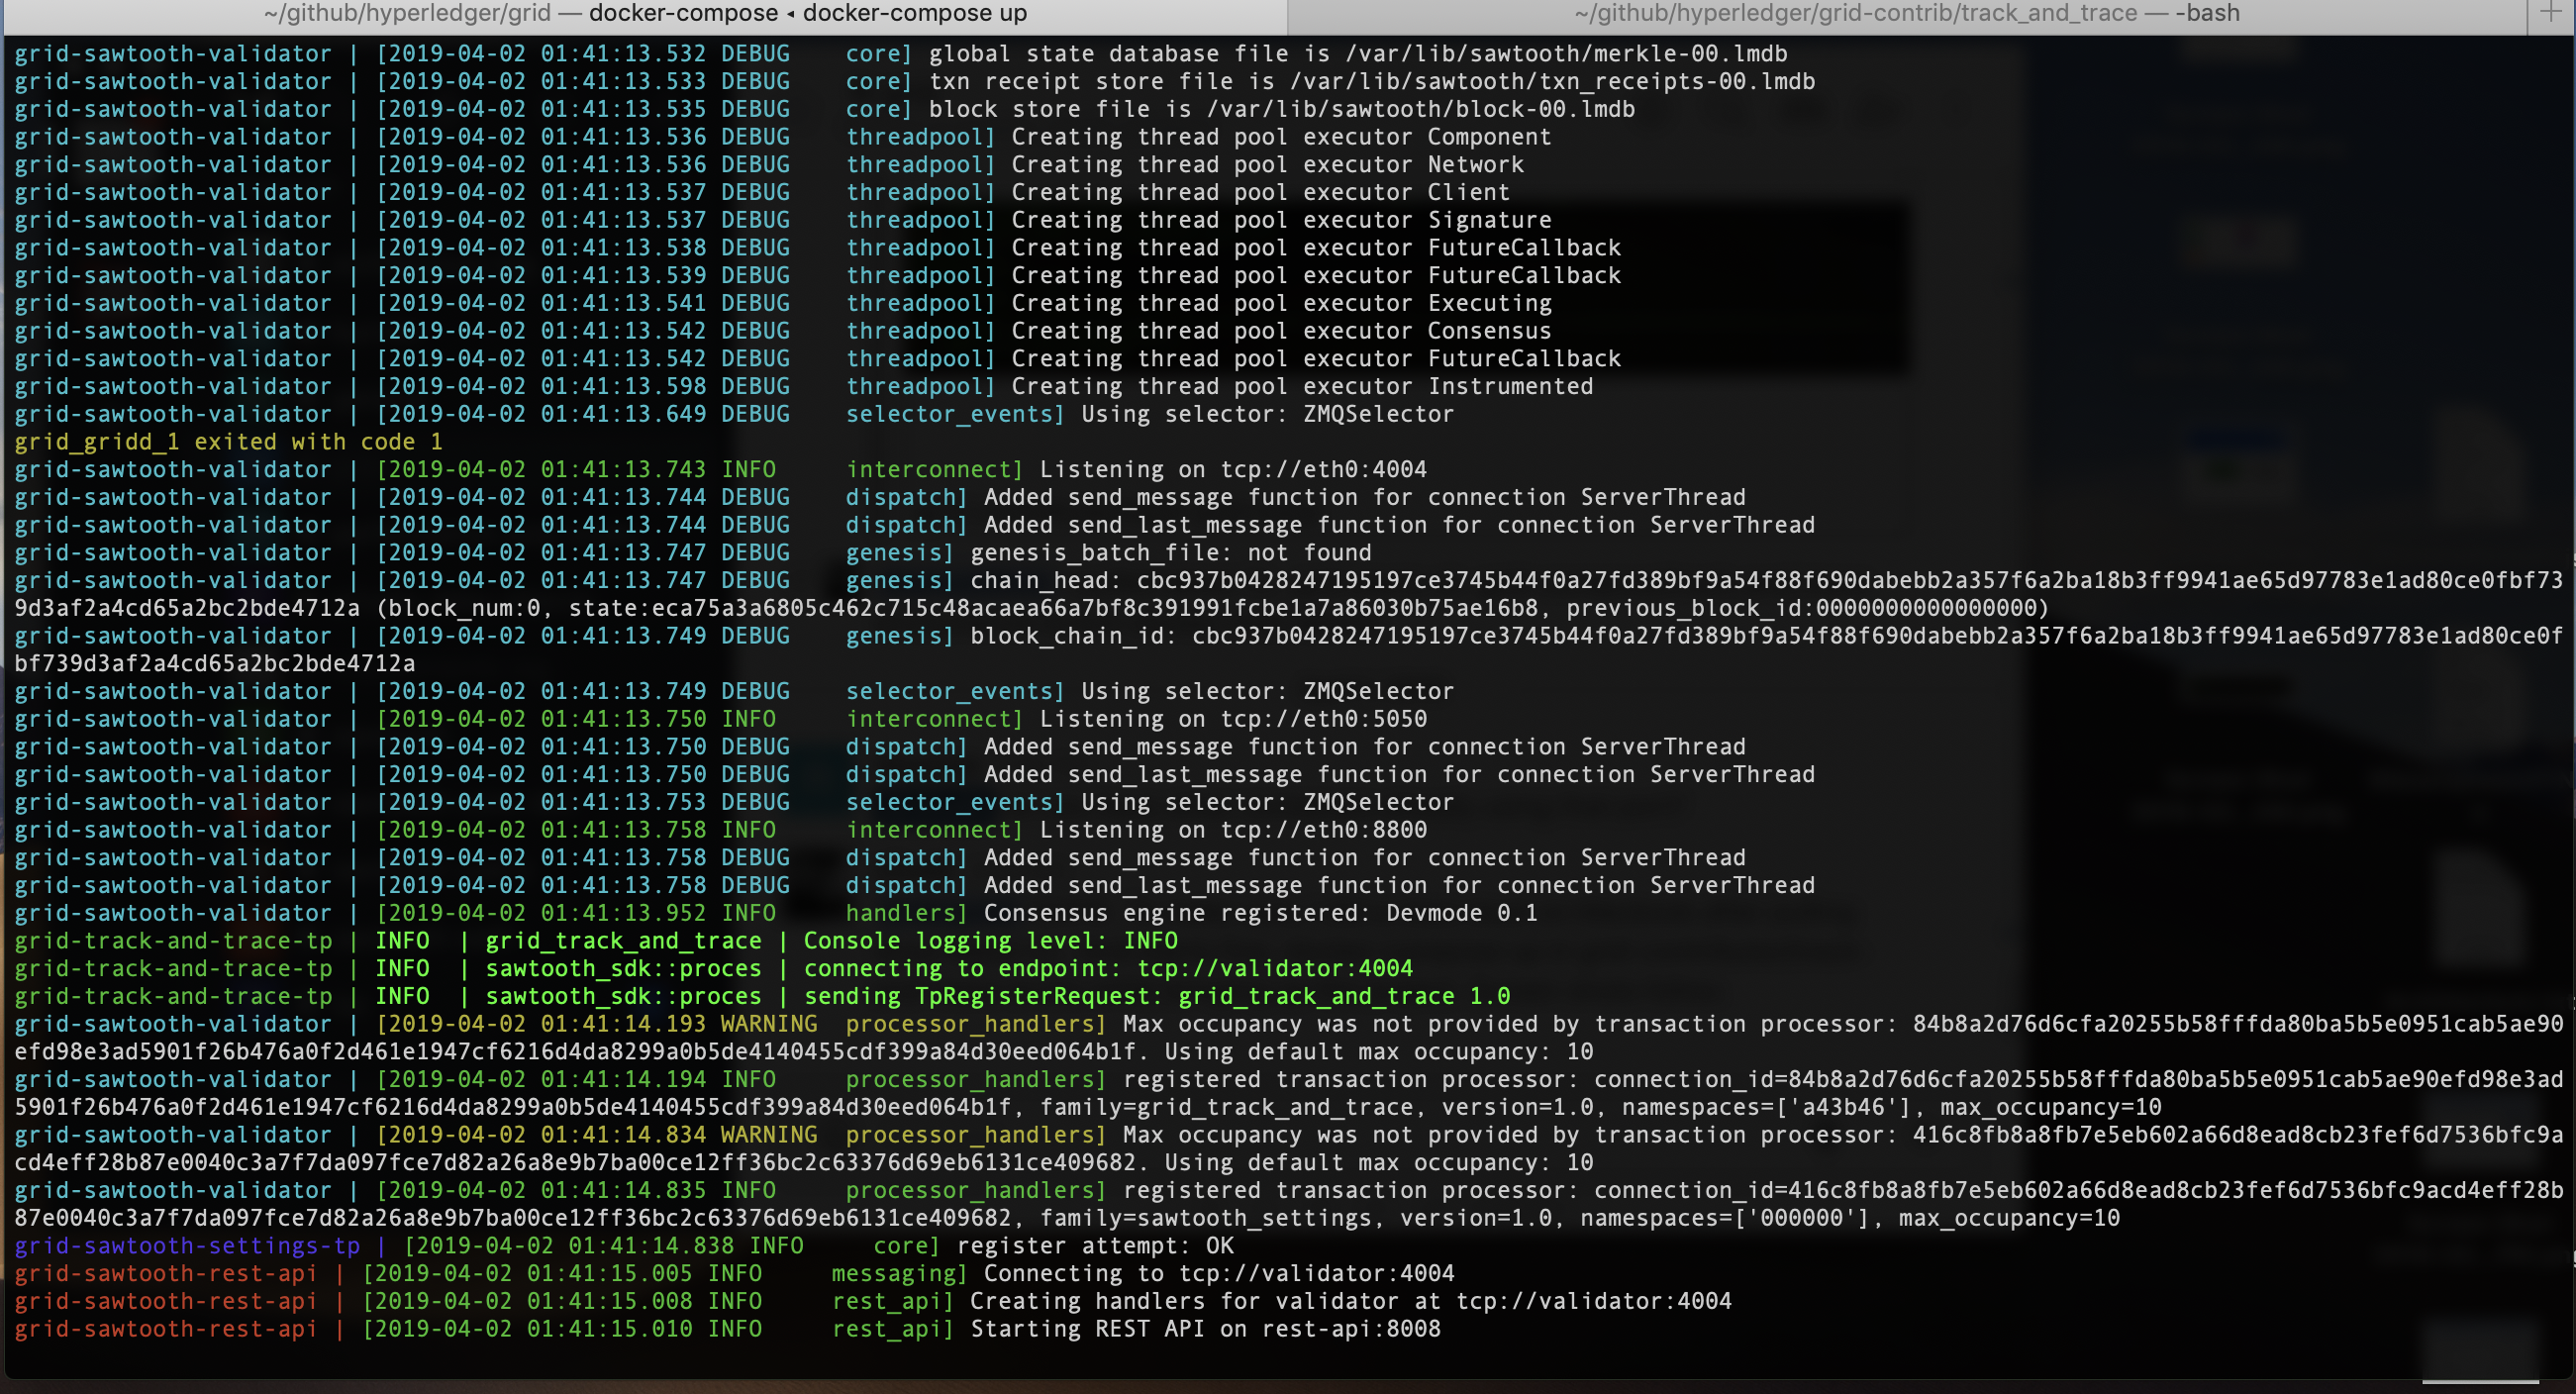 ~/github/hyperledger/grid — docker-compose ◂ docker-compose up
~/github/hyperledger/grid-contrib/track_and_trace — -bash
grid-sawtooth-validator | [2019-04-02 01:41:13.532 DEBUG    core] global state database file is /var/lib/sawtooth/merkle-00.lmdb
grid-sawtooth-validator | [2019-04-02 01:41:13.533 DEBUG    core] txn receipt store file is /var/lib/sawtooth/txn_receipts-00.lmdb
grid-sawtooth-validator | [2019-04-02 01:41:13.535 DEBUG    core] block store file is /var/lib/sawtooth/block-00.lmdb
grid-sawtooth-validator | [2019-04-02 01:41:13.536 DEBUG    threadpool] Creating thread pool executor Component
grid-sawtooth-validator | [2019-04-02 01:41:13.536 DEBUG    threadpool] Creating thread pool executor Network
grid-sawtooth-validator | [2019-04-02 01:41:13.537 DEBUG    threadpool] Creating thread pool executor Client
grid-sawtooth-validator | [2019-04-02 01:41:13.537 DEBUG    threadpool] Creating thread pool executor Signature
grid-sawtooth-validator | [2019-04-02 01:41:13.538 DEBUG    threadpool] Creating thread pool executor FutureCallback
grid-sawtooth-validator | [2019-04-02 01:41:13.539 DEBUG    threadpool] Creating thread pool executor FutureCallback
grid-sawtooth-validator | [2019-04-02 01:41:13.541 DEBUG    threadpool] Creating thread pool executor Executing
grid-sawtooth-validator | [2019-04-02 01:41:13.542 DEBUG    threadpool] Creating thread pool executor Consensus
grid-sawtooth-validator | [2019-04-02 01:41:13.542 DEBUG    threadpool] Creating thread pool executor FutureCallback
grid-sawtooth-validator | [2019-04-02 01:41:13.598 DEBUG    threadpool] Creating thread pool executor Instrumented
grid-sawtooth-validator | [2019-04-02 01:41:13.649 DEBUG    selector_events] Using selector: ZMQSelector
grid_gridd_1 exited with code 1
grid-sawtooth-validator | [2019-04-02 01:41:13.743 INFO     interconnect] Listening on tcp://eth0:4004
grid-sawtooth-validator | [2019-04-02 01:41:13.744 DEBUG    dispatch] Added send_message function for connection ServerThread
grid-sawtooth-validator | [2019-04-02 01:41:13.744 DEBUG    dispatch] Added send_last_message function for connection ServerThread
grid-sawtooth-validator | [2019-04-02 01:41:13.747 DEBUG    genesis] genesis_batch_file: not found
grid-sawtooth-validator | [2019-04-02 01:41:13.747 DEBUG    genesis] chain_head: cbc937b0428247195197ce3745b44f0a27fd389bf9a54f88f690dabebb2a357f6a2ba18b3ff9941ae65d97783e1ad80ce0fbf73
9d3af2a4cd65a2bc2bde4712a (block_num:0, state:eca75a3a6805c462c715c48acaea66a7bf8c391991fcbe1a7a86030b75ae16b8, previous_block_id:0000000000000000)
grid-sawtooth-validator | [2019-04-02 01:41:13.749 DEBUG    genesis] block_chain_id: cbc937b0428247195197ce3745b44f0a27fd389bf9a54f88f690dabebb2a357f6a2ba18b3ff9941ae65d97783e1ad80ce0f
bf739d3af2a4cd65a2bc2bde4712a
grid-sawtooth-validator | [2019-04-02 01:41:13.749 DEBUG    selector_events] Using selector: ZMQSelector
grid-sawtooth-validator | [2019-04-02 01:41:13.750 INFO     interconnect] Listening on tcp://eth0:5050
grid-sawtooth-validator | [2019-04-02 01:41:13.750 DEBUG    dispatch] Added send_message function for connection ServerThread
grid-sawtooth-validator | [2019-04-02 01:41:13.750 DEBUG    dispatch] Added send_last_message function for connection ServerThread
grid-sawtooth-validator | [2019-04-02 01:41:13.753 DEBUG    selector_events] Using selector: ZMQSelector
grid-sawtooth-validator | [2019-04-02 01:41:13.758 INFO     interconnect] Listening on tcp://eth0:8800
grid-sawtooth-validator | [2019-04-02 01:41:13.758 DEBUG    dispatch] Added send_message function for connection ServerThread
grid-sawtooth-validator | [2019-04-02 01:41:13.758 DEBUG    dispatch] Added send_last_message function for connection ServerThread
grid-sawtooth-validator | [2019-04-02 01:41:13.952 INFO     handlers] Consensus engine registered: Devmode 0.1
grid-track-and-trace-tp | INFO  | grid_track_and_trace | Console logging level: INFO
grid-track-and-trace-tp | INFO  | sawtooth_sdk::proces | connecting to endpoint: tcp://validator:4004
grid-track-and-trace-tp | INFO  | sawtooth_sdk::proces | sending TpRegisterRequest: grid_track_and_trace 1.0
grid-sawtooth-validator | [2019-04-02 01:41:14.193 WARNING  processor_handlers] Max occupancy was not provided by transaction processor: 84b8a2d76d6cfa20255b58fffda80ba5b5e0951cab5ae90
efd98e3ad5901f26b476a0f2d461e1947cf6216d4da8299a0b5de4140455cdf399a84d30eed064b1f. Using default max occupancy: 10
grid-sawtooth-validator | [2019-04-02 01:41:14.194 INFO     processor_handlers] registered transaction processor: connection_id=84b8a2d76d6cfa20255b58fffda80ba5b5e0951cab5ae90efd98e3ad
5901f26b476a0f2d461e1947cf6216d4da8299a0b5de4140455cdf399a84d30eed064b1f, family=grid_track_and_trace, version=1.0, namespaces=['a43b46'], max_occupancy=10
grid-sawtooth-validator | [2019-04-02 01:41:14.834 WARNING  processor_handlers] Max occupancy was not provided by transaction processor: 416c8fb8a8fb7e5eb602a66d8ead8cb23fef6d7536bfc9a
cd4eff28b87e0040c3a7f7da097fce7d82a26a8e9b7ba00ce12ff36bc2c63376d69eb6131ce409682. Using default max occupancy: 10
grid-sawtooth-validator | [2019-04-02 01:41:14.835 INFO     processor_handlers] registered transaction processor: connection_id=416c8fb8a8fb7e5eb602a66d8ead8cb23fef6d7536bfc9acd4eff28b
87e0040c3a7f7da097fce7d82a26a8e9b7ba00ce12ff36bc2c63376d69eb6131ce409682, family=sawtooth_settings, version=1.0, namespaces=['000000'], max_occupancy=10
grid-sawtooth-settings-tp | [2019-04-02 01:41:14.838 INFO     core] register attempt: OK
grid-sawtooth-rest-api | [2019-04-02 01:41:15.005 INFO     messaging] Connecting to tcp://validator:4004
grid-sawtooth-rest-api | [2019-04-02 01:41:15.008 INFO     rest_api] Creating handlers for validator at tcp://validator:4004
grid-sawtooth-rest-api | [2019-04-02 01:41:15.010 INFO     rest_api] Starting REST API on rest-api:8008